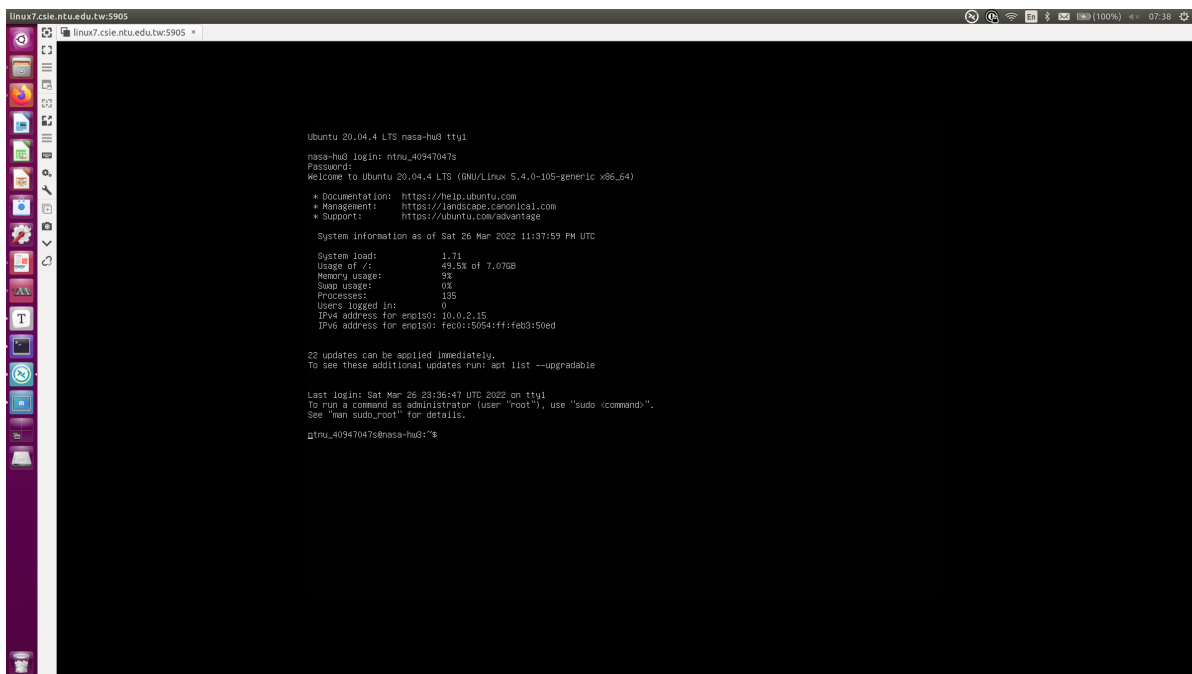 linux7.csie.ntu.edu.tw:5905
En (100%) 07:38
linux7.csie.ntu.edu.tw:5905 ×
Ubuntu 20.04.4 LTS nasa-hw3 tty1
nasa-hw3 login: ntnu_40947047s
Password:
Welcome to Ubuntu 20.04.4 LTS (GNU/Linux 5.4.0-105-generic x86_64)
* Documentation: https://help.ubuntu.com
* Management: https://landscape.canonical.com
* Support: https://ubuntu.com/advantage
System information as of Sat 26 Mar 2022 11:37:59 PM UTC
System load: 1.71
Usage of /: 49.5% of 7.07GB
Memory usage: 9%
Swap usage: 0%
Processes: 135
Users logged in: 0
IPv4 address for enp1s0: 10.0.2.15
IPv6 address for enp1s0: fec0::5054:ff:feb3:50ed
22 updates can be applied immediately.
To see these additional updates run: apt list --upgradable
Last login: Sat Mar 26 23:36:47 UTC 2022 on tty1
To run a command as administrator (user "root"), use "sudo <command>".
See "man sudo_root" for details.
ntnu_40947047s@nasa-hw3:~$
T